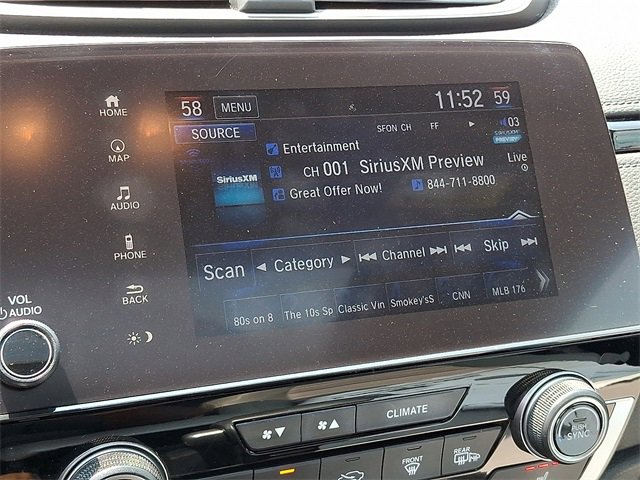 58 MENU 11:52 59
HOME
SOURCE SFON CH FF 03
SiriusXM
PREVIEW
Entertainment
MAP
CH 001 SiriusXM Preview Live
SiriusXM
Great Offer Now! 844-711-8800
AUDIO
PHONE
Scan Category Channel Skip
BACK
80s on 8 The 10s Sp Classic Vin Smokey'sS CNN MLB 176
VOL
AUDIO
CLIMATE
PUSH
SYNC
FRONT
REAR